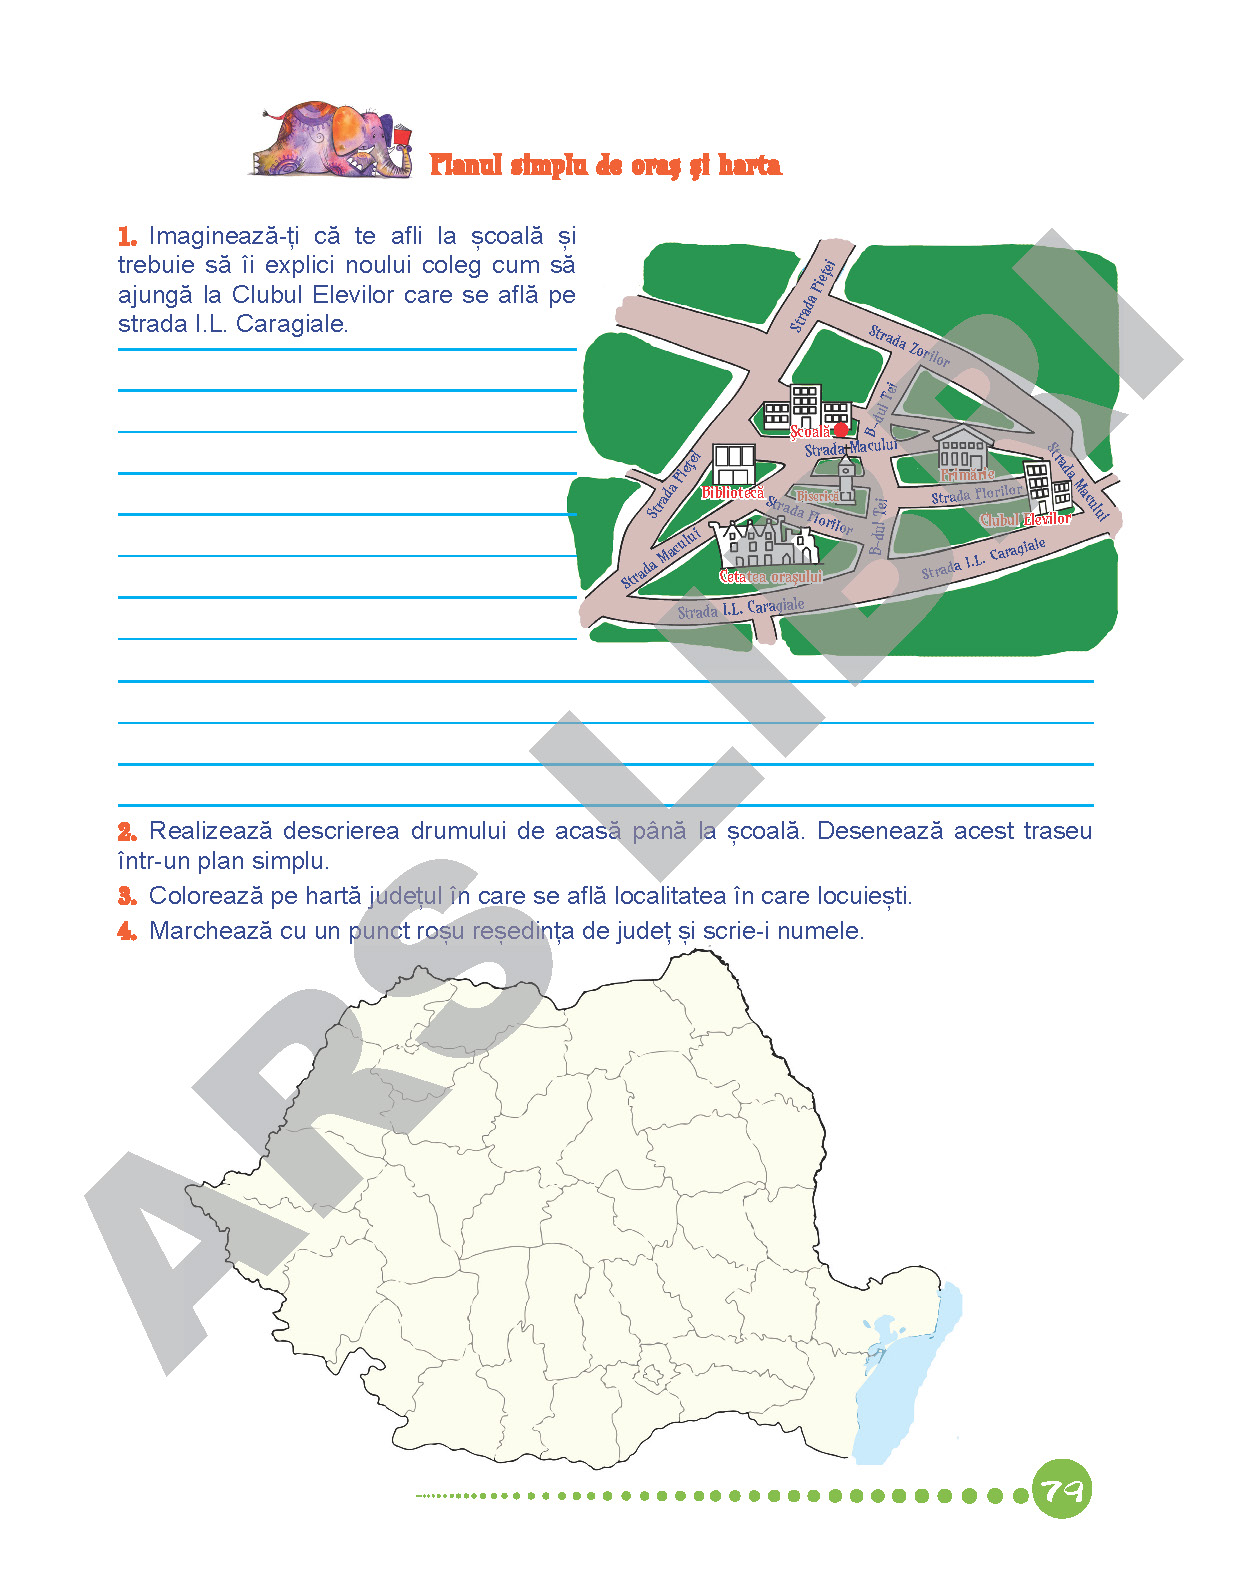 Planul simplu de oraș și harta
1. Imaginează-ți că te afli la școală și
trebuie să îi explici noului coleg cum să
ajungă la Clubul Elevilor care se află pe
strada I.L. Caragiale.
Strada Pieței
Strada Zorilor
B-dul Tei
Școală
Strada Macului
Strada Macului
Primărie
Strada Pieței
Bibliotecă
Biserică
Strada Florilor
Strada Florilor
Clubul Elevilor
B-dul Tei
Strada Macului
Cetatea orașului
Strada I.L. Caragiale
Strada I.L. Caragiale
2. Realizează descrierea drumului de acasă până la școală. Desenează acest traseu
într-un plan simplu.
3. Colorează pe hartă județul în care se află localitatea în care locuiești.
4. Marchează cu un punct roșu reședința de județ și scrie-i numele.
ARS LIBRI
79